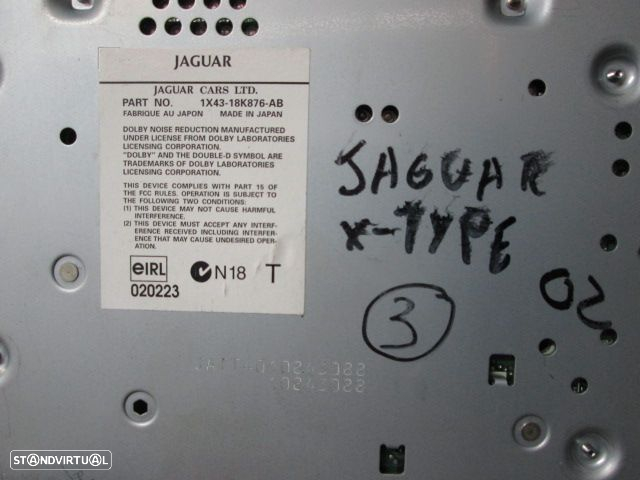 JAGUAR
JAGUAR CARS LTD.
PART NO. 1X43-18K876-AB
FABRIQUE AU JAPON MADE IN JAPAN
DOLBY NOISE REDUCTION MANUFACTURED
UNDER LICENSE FROM DOLBY LABORATORIES
LICENSING CORPORATION.
"DOLBY" AND THE DOUBLE-D SYMBOL ARE
TRADEMARKS OF DOLBY LABORATORIES
LICENSING CORPORATION.
THIS DEVICE COMPLIES WITH PART 15 OF
THE FCC RULES. OPERATION IS SUBJECT TO
THE FOLLOWING TWO CONDITIONS:
(1) THIS DEVICE MAY NOT CAUSE HARMFUL
INTERFERENCE.
(2) THIS DEVICE MUST ACCEPT ANY INTERF-
ERENCE RECEIVED INCLUDING INTERFER-
ENCE THAT MAY CAUSE UNDESIRED OPER-
ATION.
eIRL N18 T
020223
JAGUAR
X-TYPE
02
3
10243022
STANDVIRTUAL